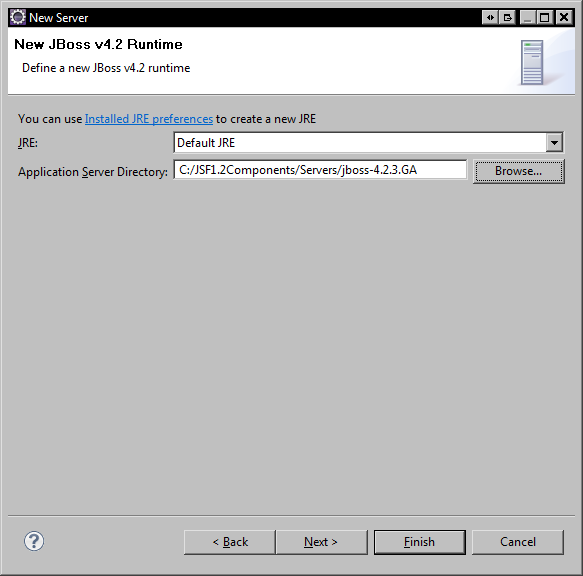 New Server
New JBoss v4.2 Runtime
Define a new JBoss v4.2 runtime
You can use Installed JRE preferences to create a new JRE
JRE: Default JRE
Application Server Directory: C:/JSF1.2Components/Servers/jboss-4.2.3.GA Browse...
? < Back Next > Finish Cancel